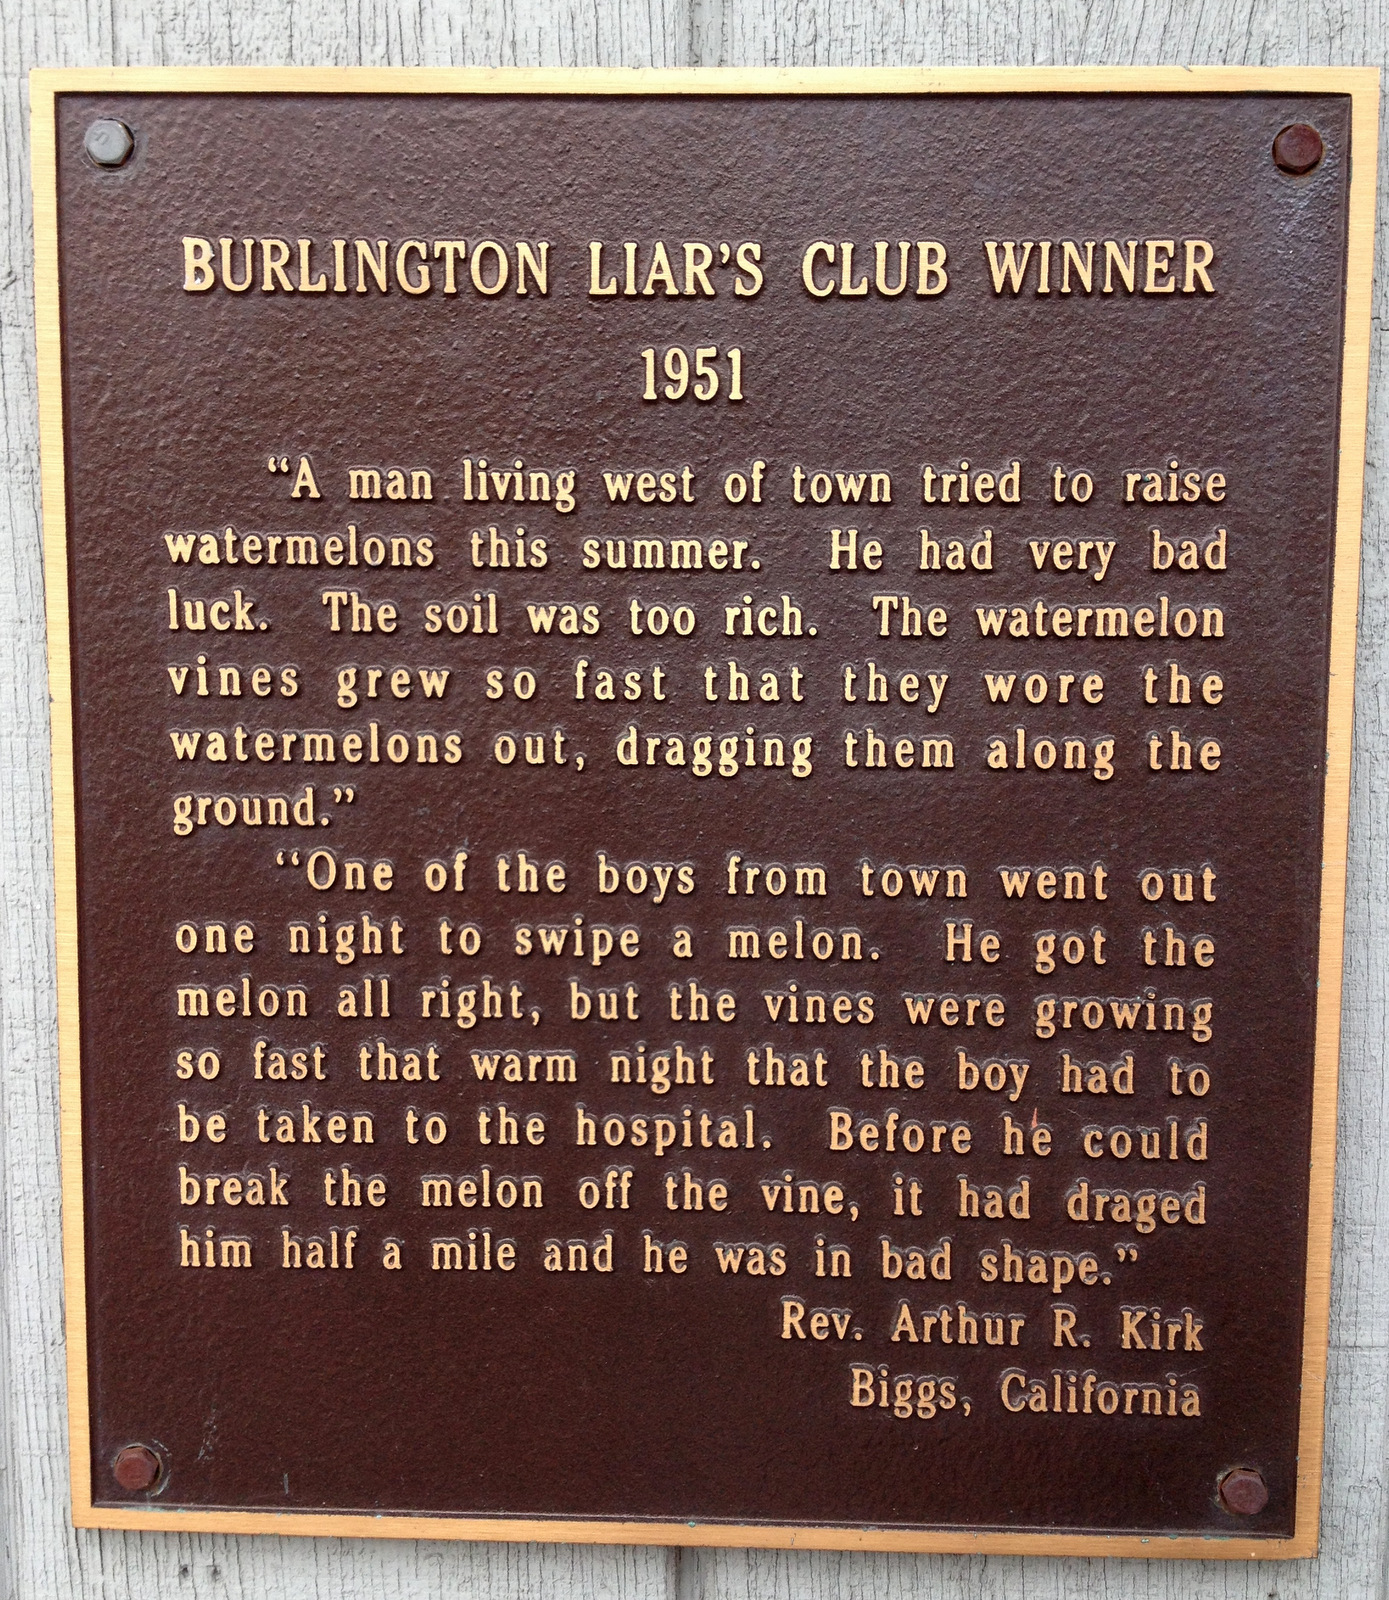 BURLINGTON LIAR'S CLUB WINNER
1951
“A man living west of town tried to raise
watermelons this summer. He had very bad
luck. The soil was too rich. The watermelon
vines grew so fast that they wore the
watermelons out, dragging them along the
ground.”
“One of the boys from town went out
one night to swipe a melon. He got the
melon all right, but the vines were growing
so fast that warm night that the boy had to
be taken to the hospital. Before he could
break the melon off the vine, it had draged
him half a mile and he was in bad shape.”
Rev. Arthur R. Kirk
Biggs, California